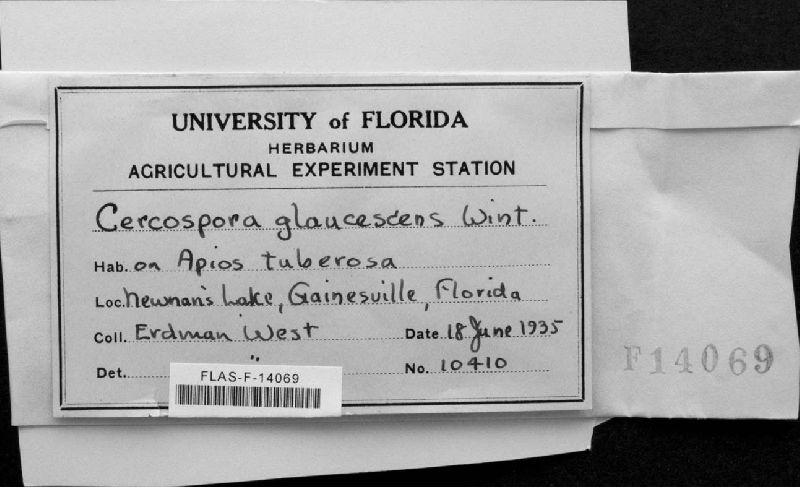 UNIVERSITY of FLORIDA
HERBARIUM
AGRICULTURAL EXPERIMENT STATION
Cercospora glaucescens Wint.
Hab. on Apios tuberosa
Loc. Newnan's Lake, Gainesville, Florida
Coll. Erdman West Date 18 June 1935
Det. " No. 10410
FLAS-F-14069
F14069